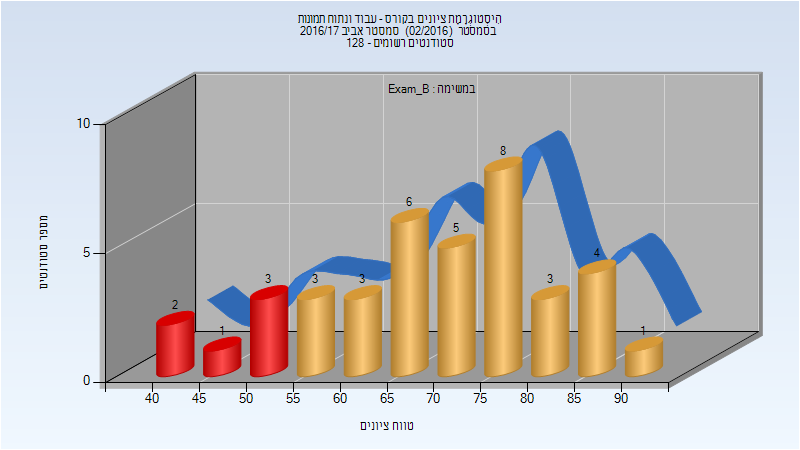 היסטוגרמת ציונים בקורס - עבוד ונתוח תמונות
בסמסטר (02/2016) סמסטר אביב 2016/17
סטודנטים רשומים - 128
במשימה : Exam_B
מספר סטודנטים
10
5
0
2
1
3
3
3
6
5
8
3
4
1
40 45 50 55 60 65 70 75 80 85 90
טווח ציונים